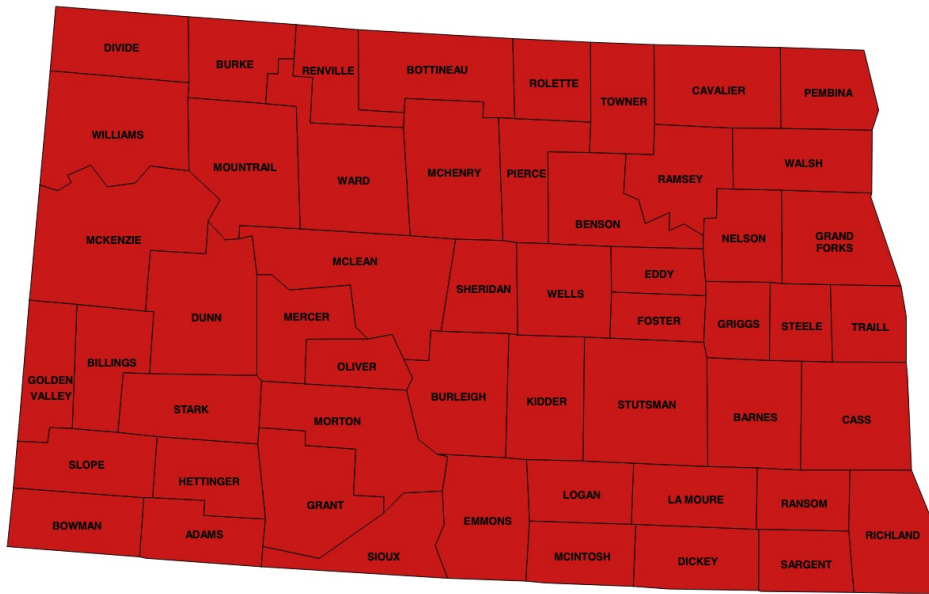 DIVIDE
BURKE
RENVILLE
BOTTINEAU
ROLETTE
TOWNER
CAVALIER
PEMBINA
WILLIAMS
MOUNTRAIL
WARD
MCHENRY
PIERCE
BENSON
RAMSEY
WALSH
MCKENZIE
NELSON
GRAND
FORKS
MCLEAN
SHERIDAN
WELLS
EDDY
DUNN
MERCER
FOSTER
GRIGGS
STEELE
TRAILL
GOLDEN
VALLEY
BILLINGS
OLIVER
STARK
MORTON
BURLEIGH
KIDDER
STUTSMAN
BARNES
CASS
SLOPE
HETTINGER
GRANT
EMMONS
LOGAN
LA MOURE
RANSOM
RICHLAND
BOWMAN
ADAMS
SIOUX
MCINTOSH
DICKEY
SARGENT